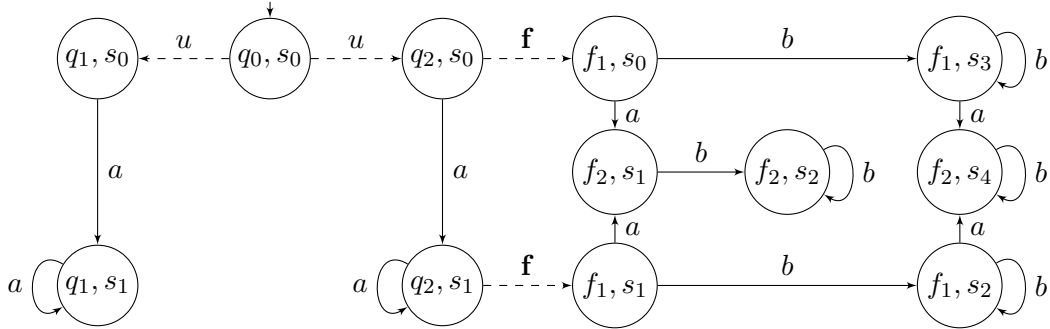 u u f b
q₁, s₀ q₀, s₀ q₂, s₀ f₁, s₀ f₁, s₃ b
a a
a a b f₂, s₁ f₂, s₂ b f₂, s₄ b
a a
f b
a q₁, s₁ a q₂, s₁ f₁, s₁ f₁, s₂ b